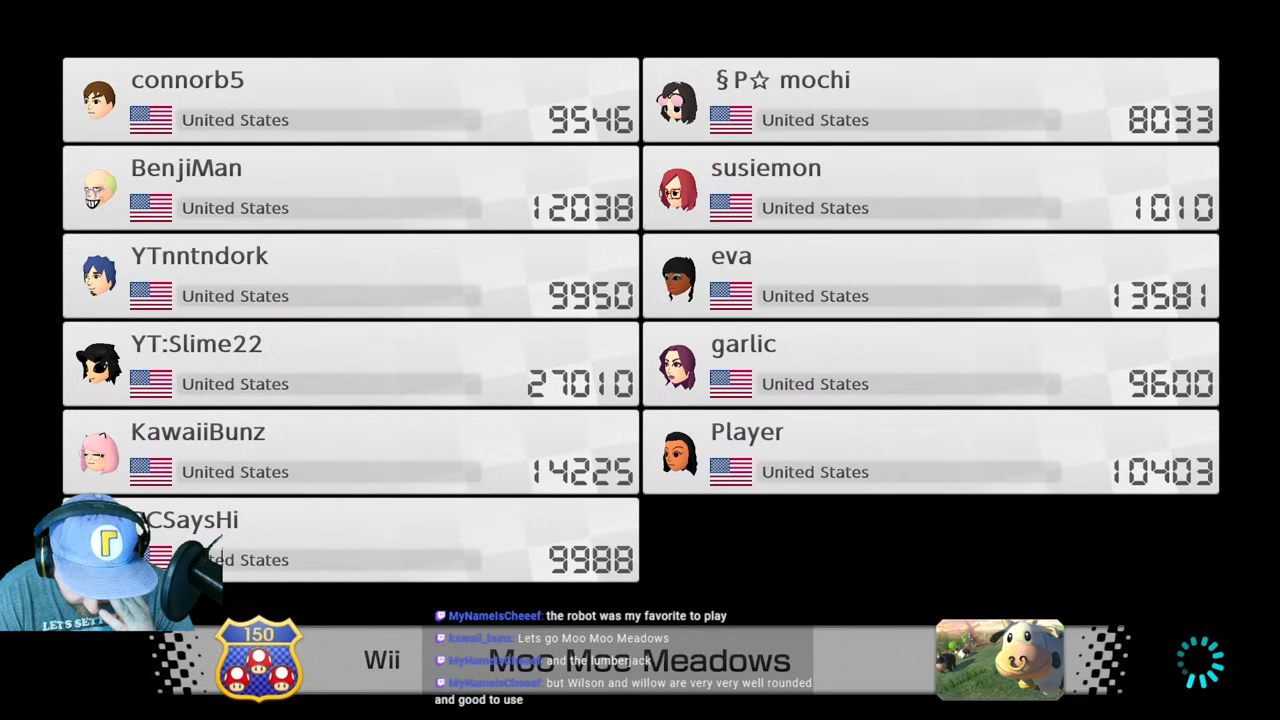 connorb5
United States 9546
BenjiMan
United States 12038
YTnntndork
United States 9950
YT:Slime22
United States 27010
KawaiiBunz
United States 14225
CSaysHi
ted States 9988
§P☆ mochi
United States 8033
susiemon
United States 1010
eva
United States 13581
garlic
United States 9600
Player
United States 10403
LET'S
MyNameIsCheeef: the robot was my favorite to play
kawaii_bunz: Lets go Moo Moo Meadows
MyNameIsCheeef: and the lumberjack
MyNameIsCheeef: but Wilson and willow are very very well rounded
and good to use
150
Wii Moo Moo Meadows